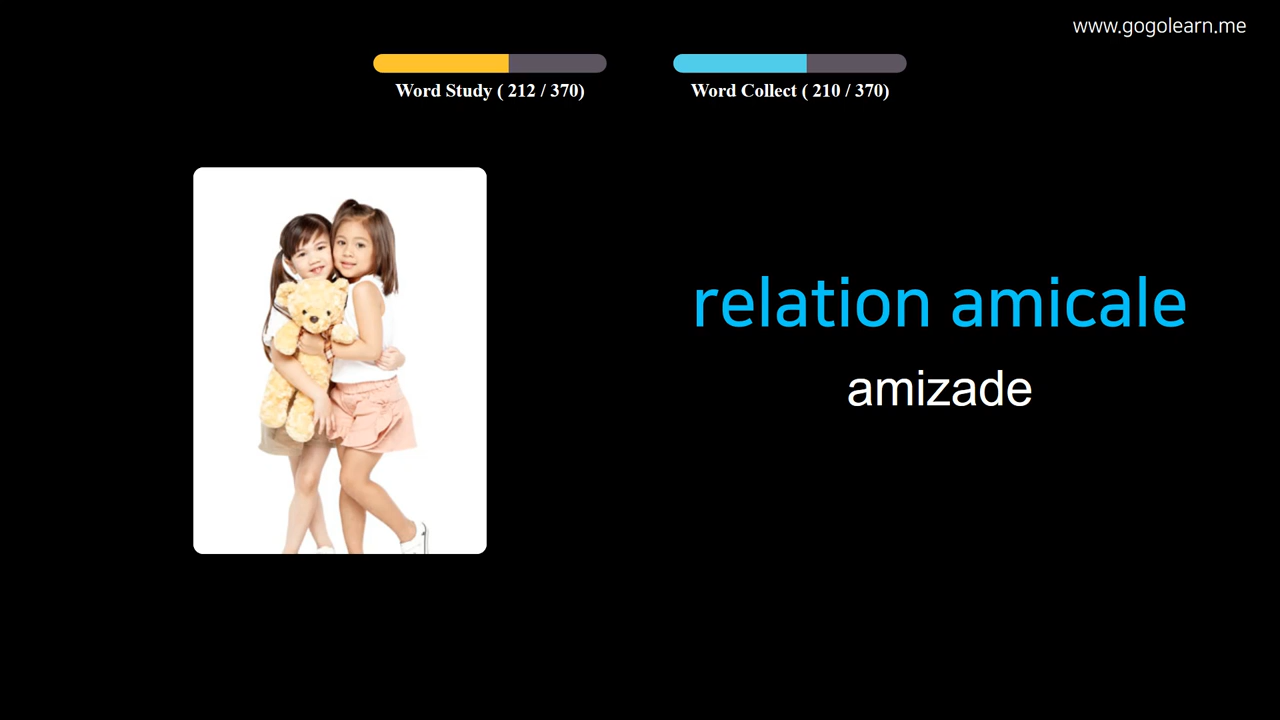 www.gogolearn.me
Word Study ( 212 / 370)
Word Collect ( 210 / 370)
relation amicale
amizade